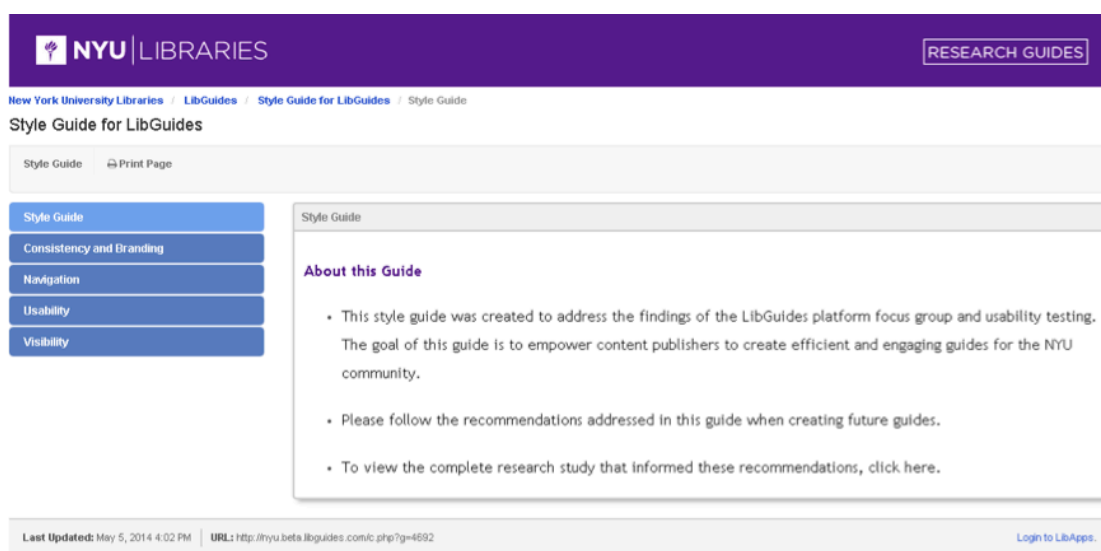 NYU LIBRARIES
RESEARCH GUIDES
New York University Libraries / LibGuides / Style Guide for LibGuides / Style Guide
Style Guide for LibGuides
Style Guide Print Page
Style Guide
Consistency and Branding
Navigation
Usability
Visibility
Style Guide
About this Guide
• This style guide was created to address the findings of the LibGuides platform focus group and usability testing.
The goal of this guide is to empower content publishers to create efficient and engaging guides for the NYU
community.
• Please follow the recommendations addressed in this guide when creating future guides.
• To view the complete research study that informed these recommendations, click here.
Last Updated: May 5, 2014 4:02 PM URL: http://nyu.beta.libguides.com/c.php?g=4692
Login to LibApps.